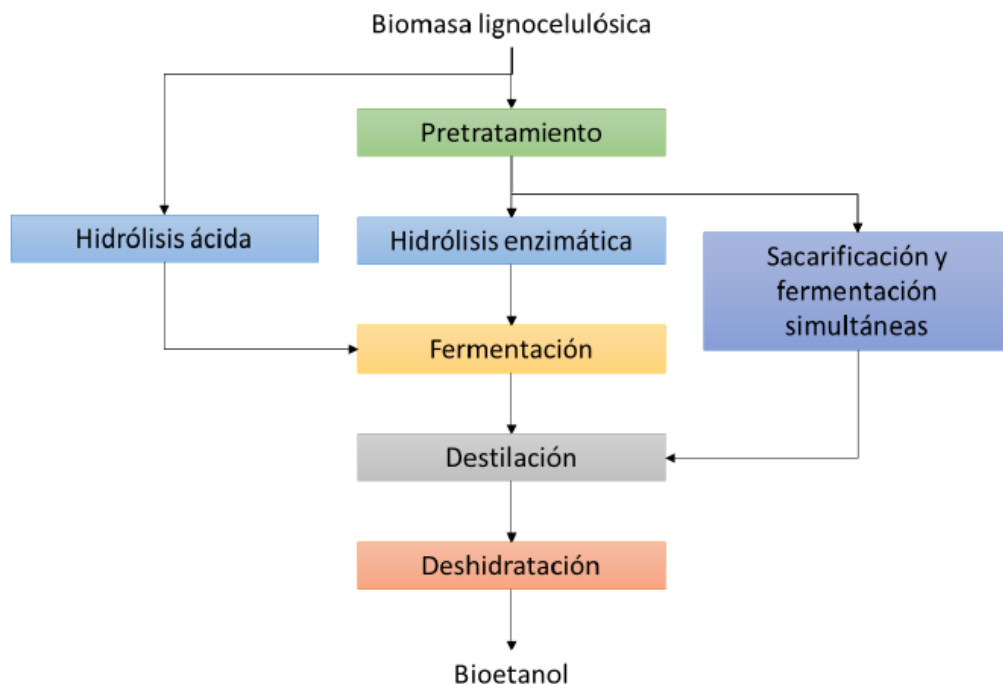 Biomasa lignocelulósica
Pretratamiento
Hidrólisis ácida
Hidrólisis enzimática
Sacarificación y
fermentación
simultáneas
Fermentación
Destilación
Deshidratación
Bioetanol